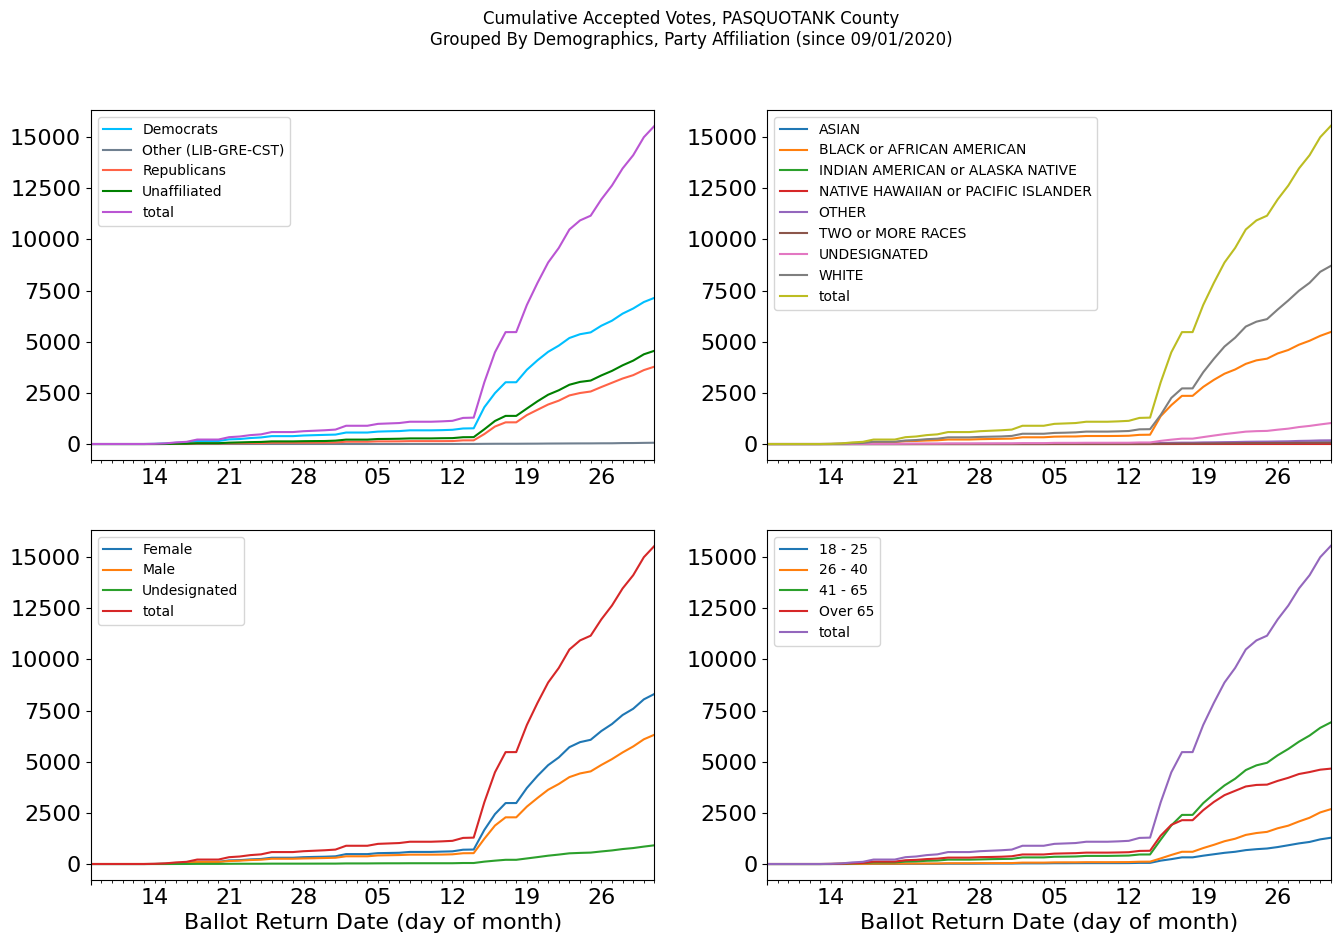 Cumulative Accepted Votes, PASQUOTANK County
Grouped By Demographics, Party Affiliation (since 09/01/2020)
15000
12500
10000
7500
5000
2500
0
Democrats
Other (LIB-GRE-CST)
Republicans
Unaffiliated
total
14 21 28 05 12 19 26
15000
12500
10000
7500
5000
2500
0
ASIAN
BLACK or AFRICAN AMERICAN
INDIAN AMERICAN or ALASKA NATIVE
NATIVE HAWAIIAN or PACIFIC ISLANDER
OTHER
TWO or MORE RACES
UNDESIGNATED
WHITE
total
14 21 28 05 12 19 26
15000
12500
10000
7500
5000
2500
0
Female
Male
Undesignated
total
14 21 28 05 12 19 26
Ballot Return Date (day of month)
15000
12500
10000
7500
5000
2500
0
18 - 25
26 - 40
41 - 65
Over 65
total
14 21 28 05 12 19 26
Ballot Return Date (day of month)